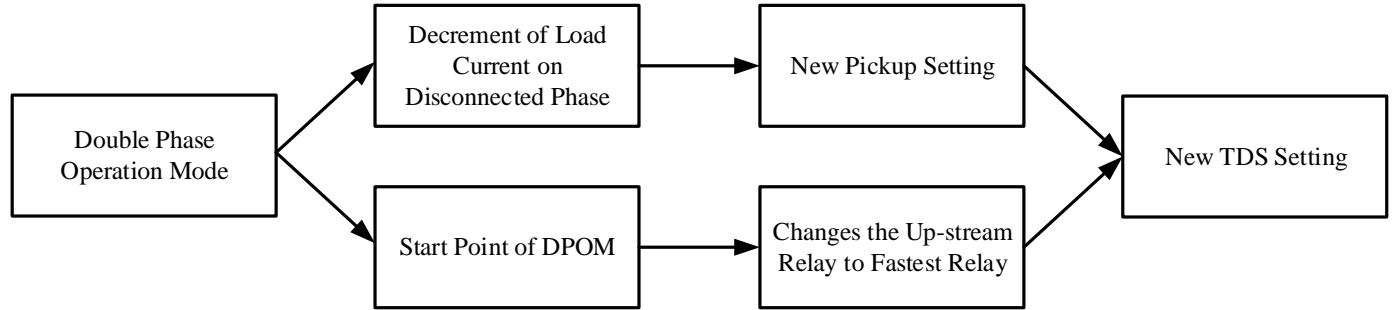 Double Phase
Operation Mode
Decrement of Load
Current on
Disconnected Phase
New Pickup Setting
Start Point of DPOM
Changes the Up-stream
Relay to Fastest Relay
New TDS Setting